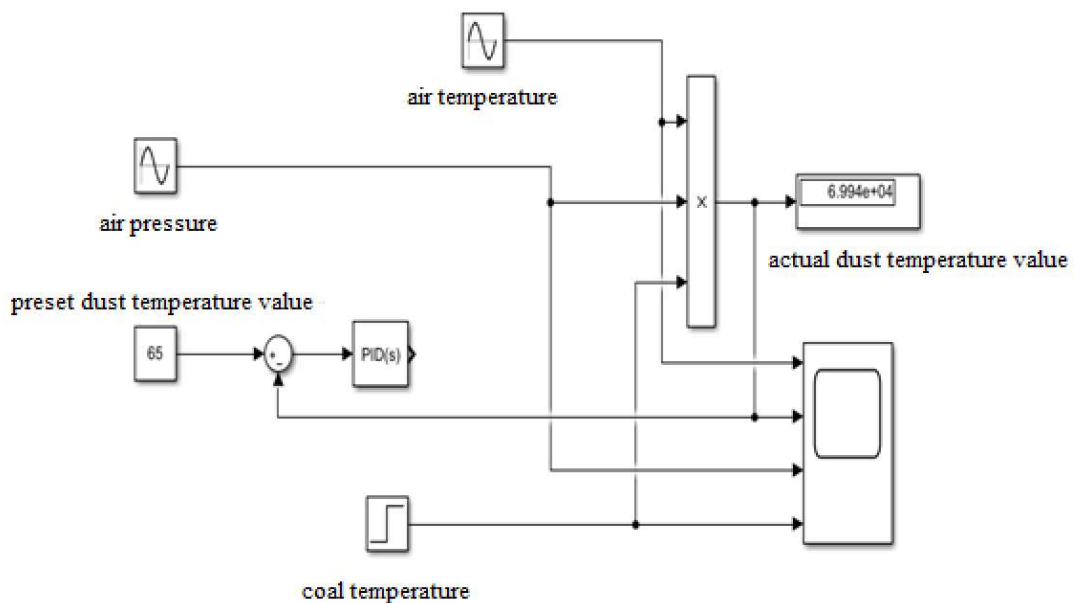 air temperature
air pressure
X
6.994e+04
actual dust temperature value
preset dust temperature value
65
+
-
PID(s)
coal temperature